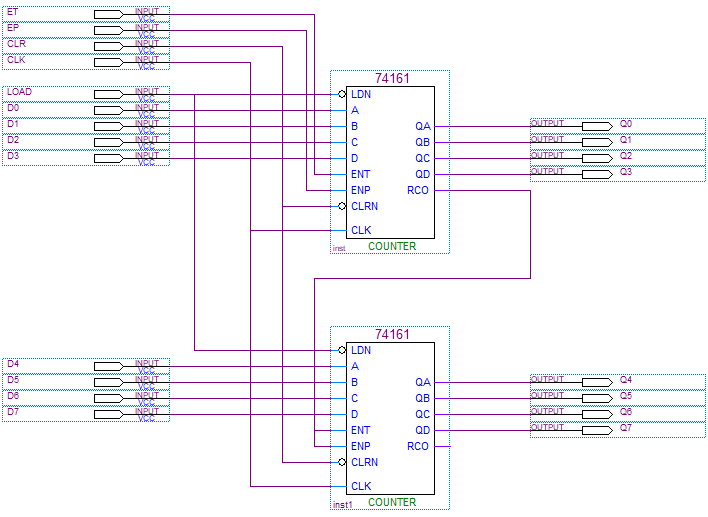 ET INPUT VCC
EP INPUT VCC
CLR INPUT VCC
CLK INPUT VCC
74161
LOAD INPUT VCC LDN
D0 INPUT VCC A
D1 INPUT VCC B QA OUTPUT Q0
D2 INPUT VCC C QB OUTPUT Q1
D3 INPUT VCC D QC OUTPUT Q2
ENT QD OUTPUT Q3
ENP RCO
CLRN
CLK
inst COUNTER
74161
LDN
D4 INPUT VCC A
D5 INPUT VCC B QA OUTPUT Q4
D6 INPUT VCC C QB OUTPUT Q5
D7 INPUT VCC D QC OUTPUT Q6
ENT QD OUTPUT Q7
ENP RCO
CLRN
CLK
inst1 COUNTER